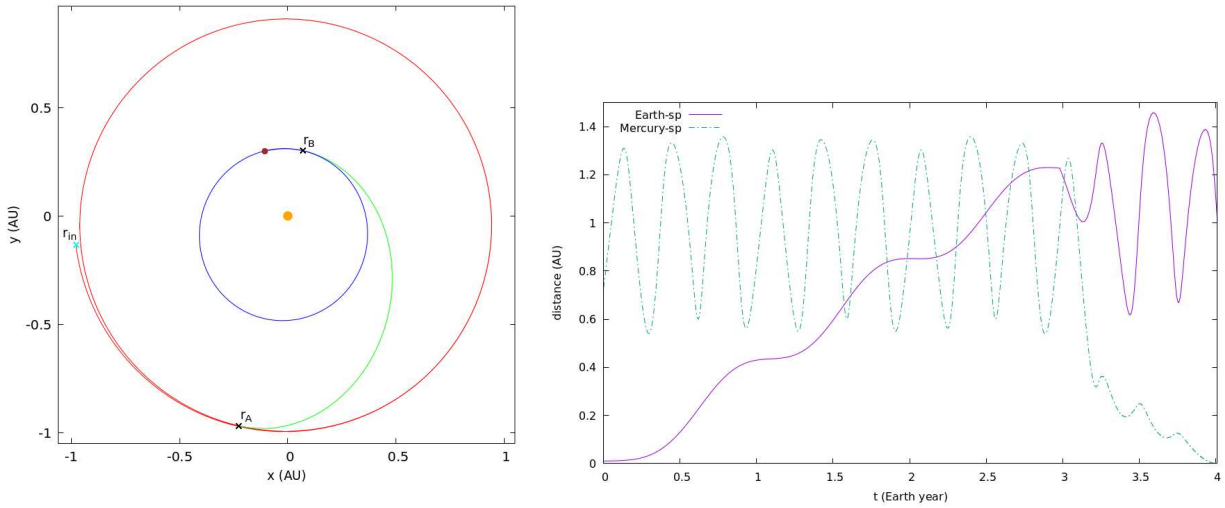 0.5
0
-0.5
-1
-1
-0.5
0
0.5
1
y (AU)
x (AU)
r_in
r_A
r_B
Earth-sp
Mercury-sp
1.4
1.2
1
0.8
0.6
0.4
0.2
0
0
0.5
1
1.5
2
2.5
3
3.5
4
distance (AU)
t (Earth year)